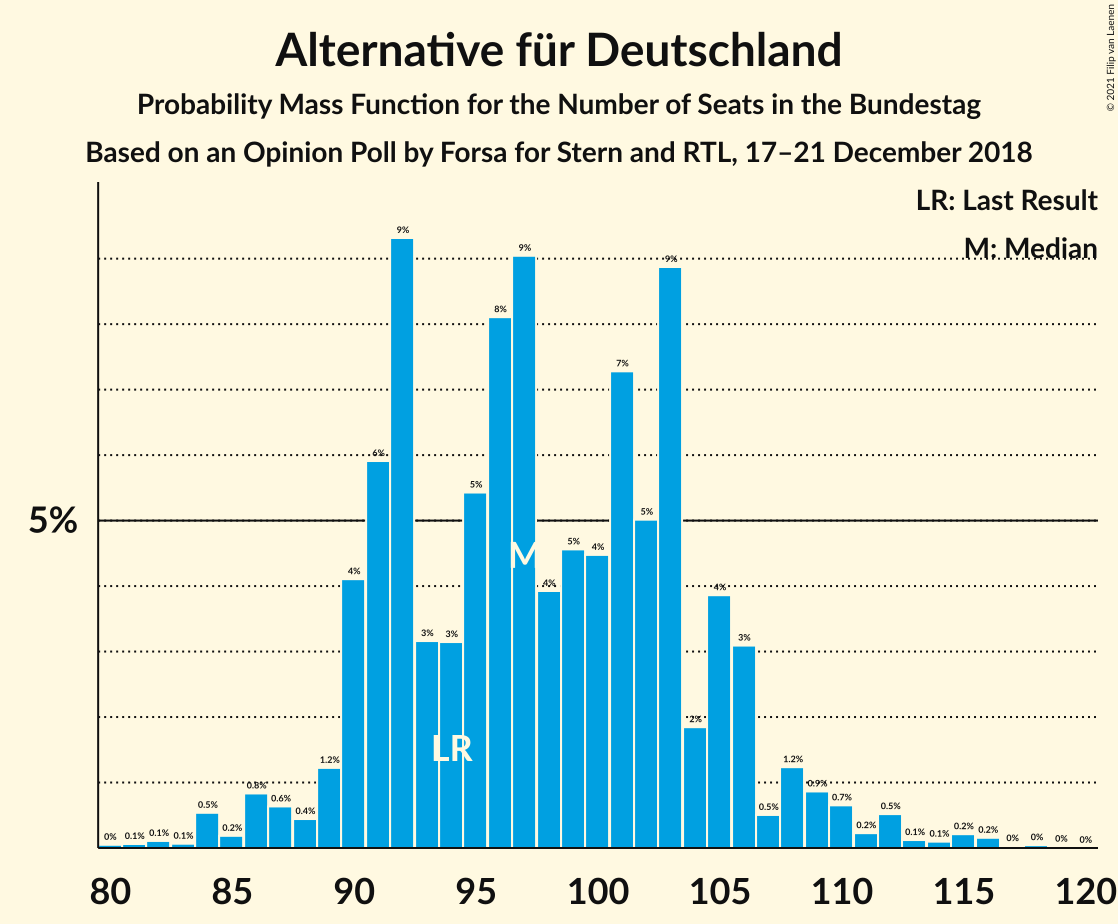 Alternative für Deutschland
Probability Mass Function for the Number of Seats in the Bundestag
Based on an Opinion Poll by Forsa for Stern and RTL, 17–21 December 2018
© 2021 Filip van Laenen
LR: Last Result
M: Median
5%
0% 0.1% 0.1% 0.1% 0.5% 0.2% 0.8% 0.6% 0.4% 1.2% 4% 6% 9% 3% 3% 5% 8% 9% 4% 5% 4% 7% 5% 9% 2% 4% 3% 0.5% 1.2% 0.9% 0.7% 0.2% 0.5% 0.1% 0.1% 0.2% 0.2% 0% 0% 0% 0%
M
LR
80 85 90 95 100 105 110 115 120